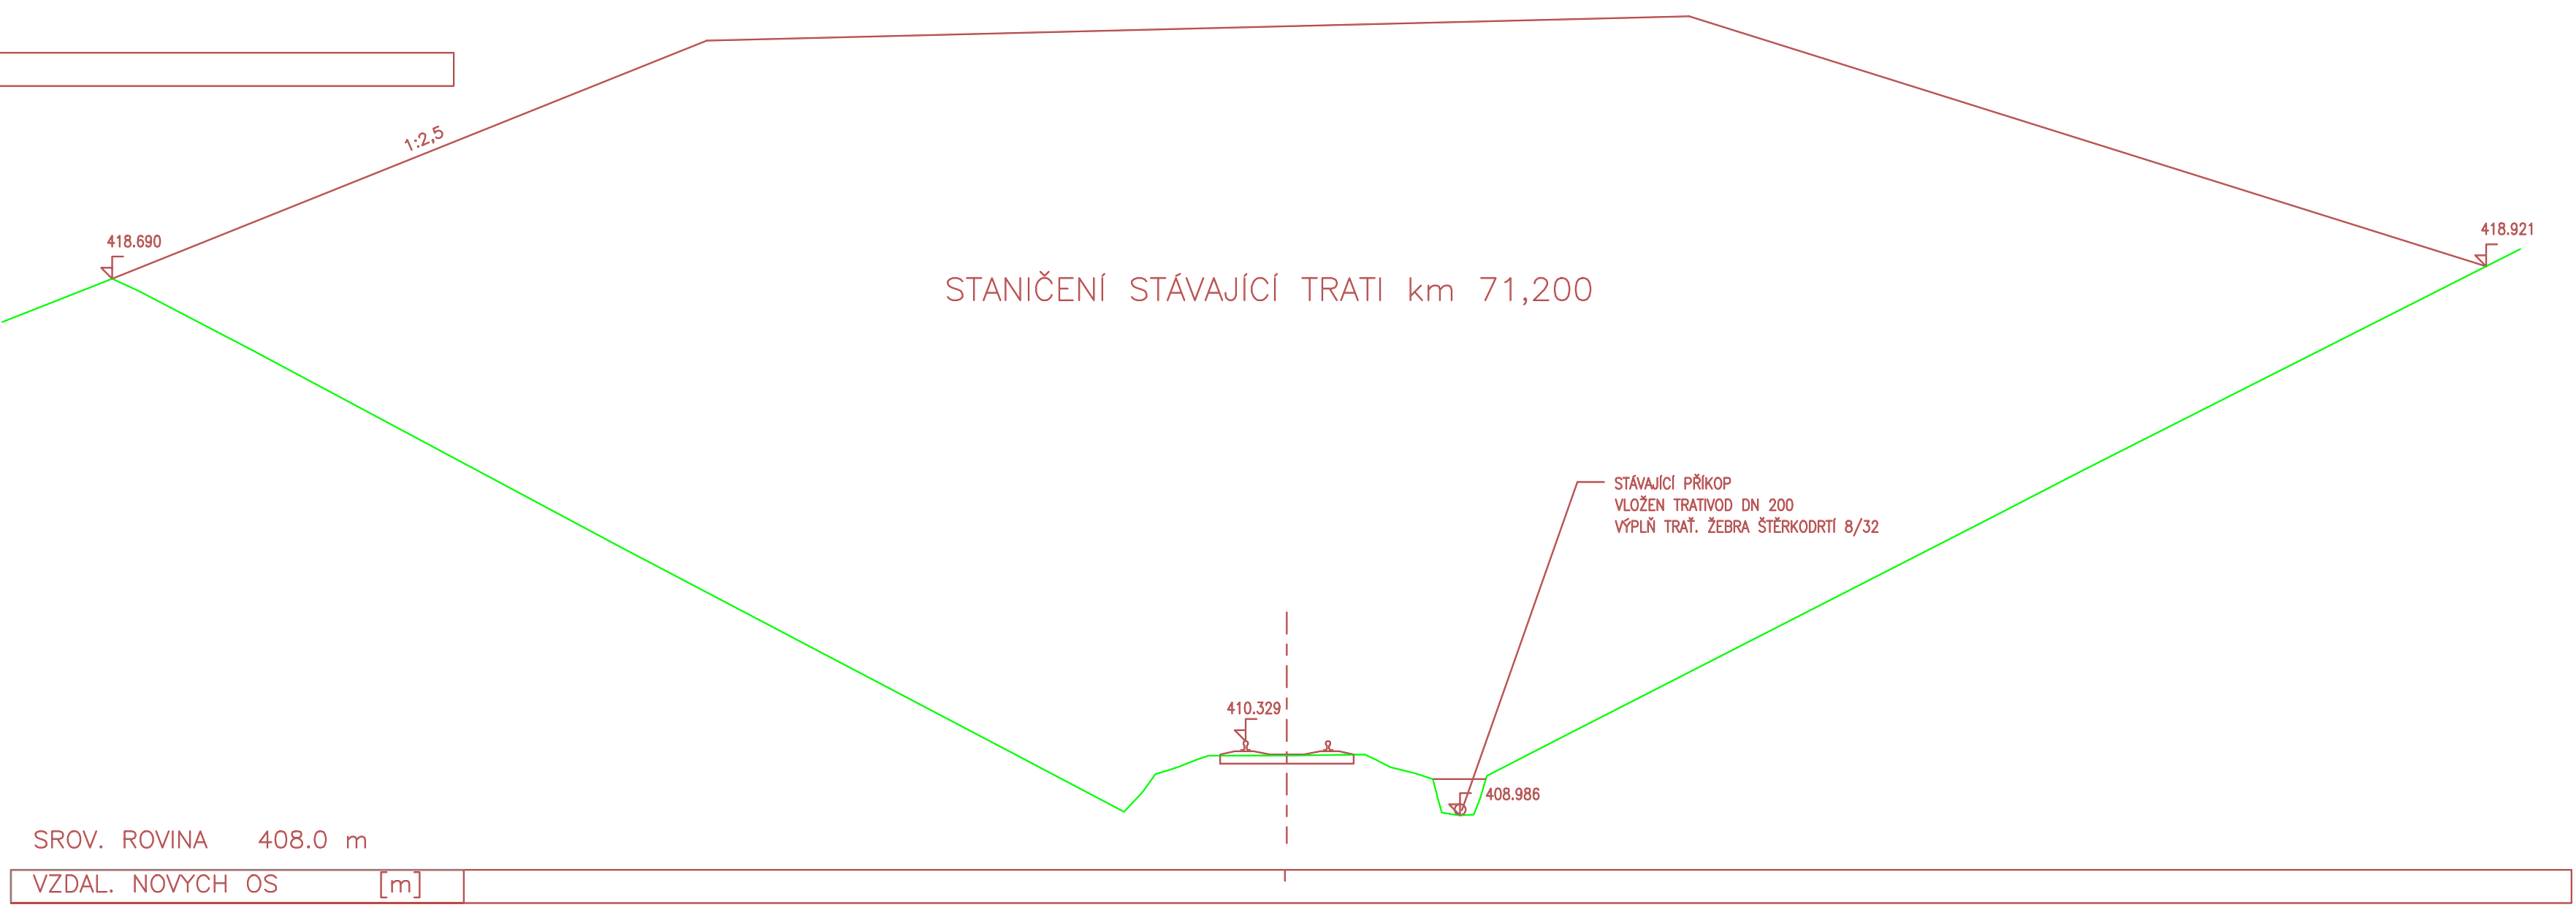 1:2,5
418.690
418.921
STANIČENÍ STÁVAJÍCÍ TRATI km 71,200
STÁVAJÍCÍ PŘÍKOP
VLOŽEN TRATIVOD DN 200
VÝPLŇ TRAŤ. ŽEBRA ŠTĚRKODRTÍ 8/32
410.329
408.986
SROV. ROVINA 408.0 m
VZDAL. NOVYCH OS [m]